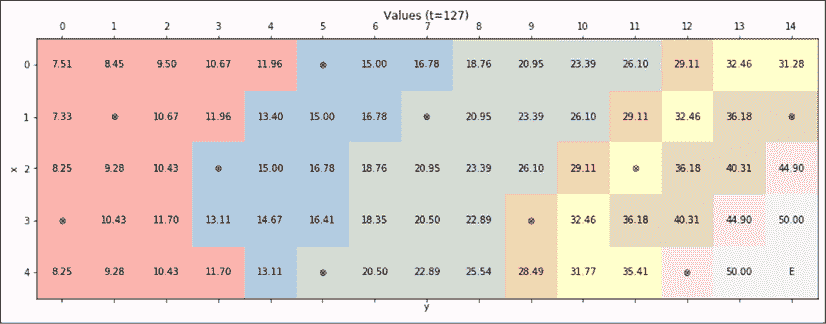 Values (t=127)
0 1 2 3 4 5 6 7 8 9 10 11 12 13 14
0 7.51 8.45 9.50 10.67 11.96 ⊗ 15.00 16.78 18.76 20.95 23.39 26.10 29.11 32.46 31.28
1 7.33 ⊗ 10.67 11.96 13.40 15.00 16.78 ⊗ 20.95 23.39 26.10 29.11 32.46 36.18 ⊗
x 2 8.25 9.28 10.43 ⊗ 15.00 16.78 18.76 20.95 23.39 26.10 29.11 ⊗ 36.18 40.31 44.90
3 ⊗ 10.43 11.70 13.11 14.67 16.41 18.35 20.50 22.89 ⊗ 32.46 36.18 40.31 44.90 50.00
4 8.25 9.28 10.43 11.70 13.11 ⊗ 20.50 22.89 25.54 28.49 31.77 35.41 ⊗ 50.00 E
y